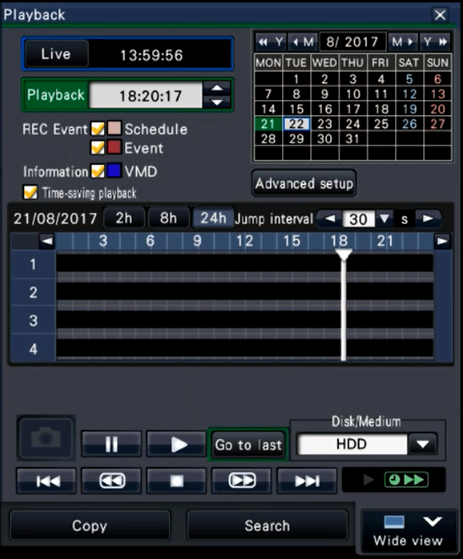 Playback
Live 13:59:56
Playback 18:20:17
REC Event Schedule
Event
Information VMD
Time-saving playback
Y M 8/ 2017 M Y
MON TUE WED THU FRI SAT SUN
1 2 3 4 5 6
7 8 9 10 11 12 13
14 15 16 17 18 19 20
21 22 23 24 25 26 27
28 29 30 31
Advanced setup
21/08/2017 2h 8h 24h Jump interval 30 s
3 6 9 12 15 18 21
1
2
3
4
Go to last
Disk/Medium
HDD
Copy
Search
Wide view